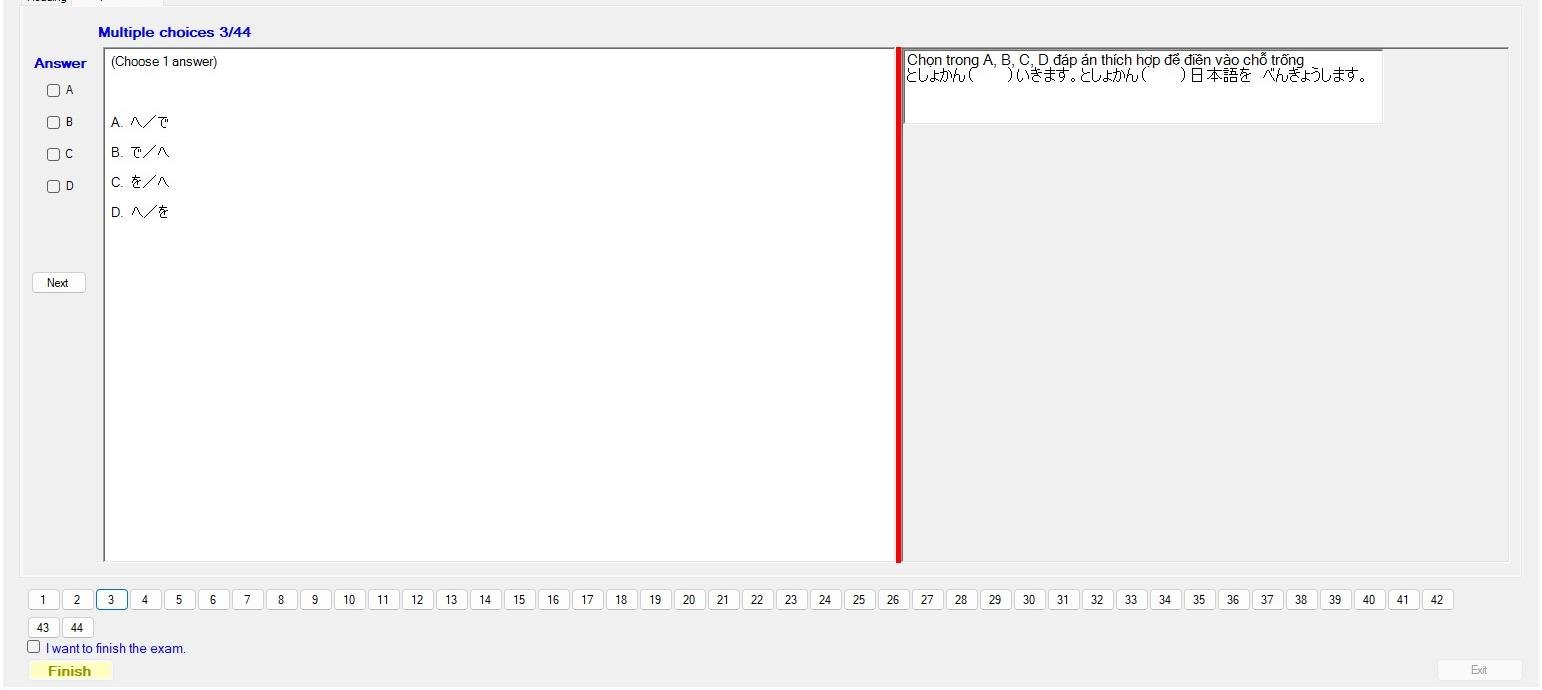 Multiple choices 3/44
Answer
A
B
C
D
Next
(Choose 1 answer)
A. へ／で
B. で／へ
C. を／へ
D. へ／を
Chọn trong A, B, C, D đáp án thích hợp để điền vào chỗ trống
としょかん(　　)いきます。としょかん(　　)日本語を　べんきょうします。
1 2 3 4 5 6 7 8 9 10 11 12 13 14 15 16 17 18 19 20 21 22 23 24 25 26 27 28 29 30 31 32 33 34 35 36 37 38 39 40 41 42
43 44
I want to finish the exam.
Finish
Exit